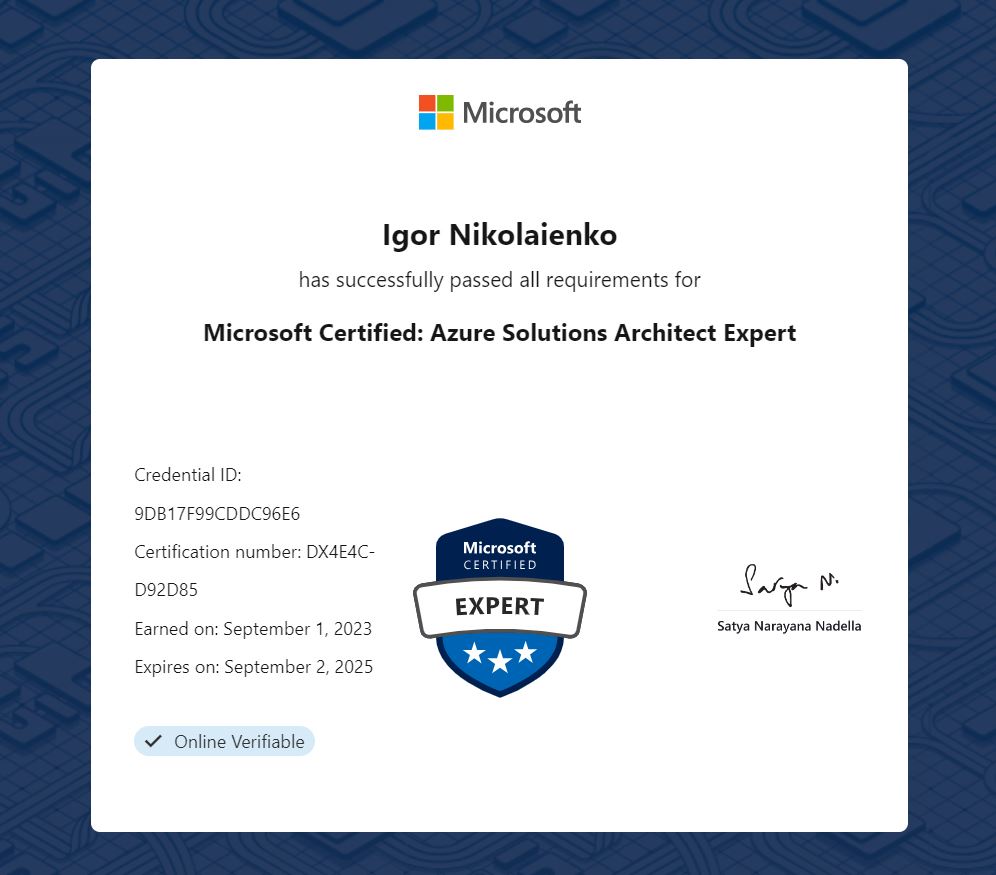 Microsoft
Igor Nikolaienko
has successfully passed all requirements for
Microsoft Certified: Azure Solutions Architect Expert
Credential ID:
9DB17F99CDDC96E6
Certification number: DX4E4C-
D92D85
Earned on: September 1, 2023
Expires on: September 2, 2025
Microsoft
CERTIFIED
EXPERT
Satya N.
Satya Narayana Nadella
Online Verifiable